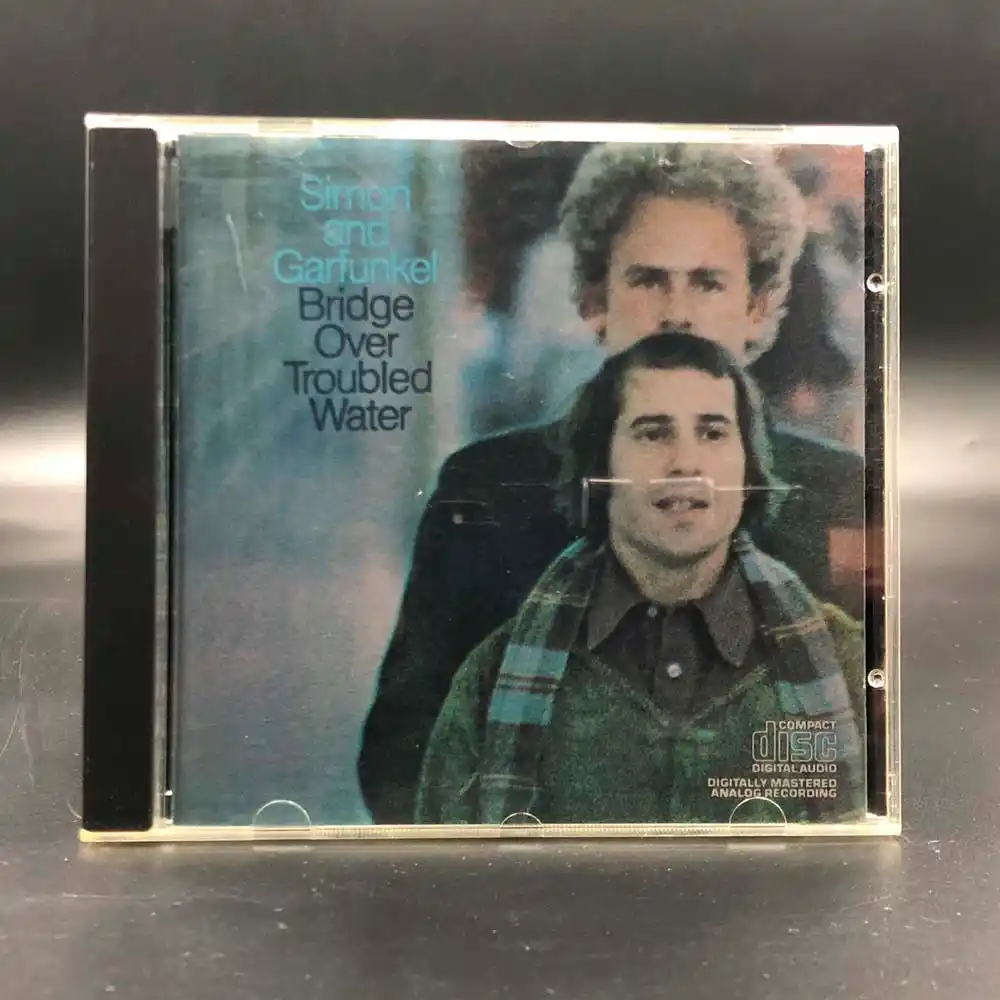 Simon
and
Garfunkel
Bridge
Over
Troubled
Water
COMPACT
disc
DIGITAL AUDIO
DIGITALLY MASTERED
ANALOG RECORDING